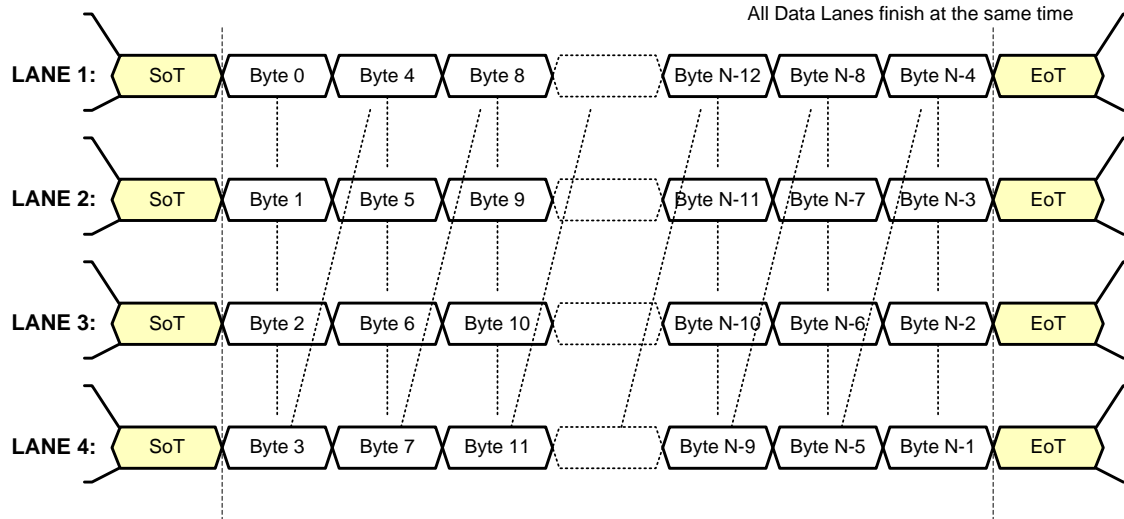 All Data Lanes finish at the same time
LANE 1: SoT Byte 0 Byte 4 Byte 8 Byte N-12 Byte N-8 Byte N-4 EoT
LANE 2: SoT Byte 1 Byte 5 Byte 9 Byte N-11 Byte N-7 Byte N-3 EoT
LANE 3: SoT Byte 2 Byte 6 Byte 10 Byte N-10 Byte N-6 Byte N-2 EoT
LANE 4: SoT Byte 3 Byte 7 Byte 11 Byte N-9 Byte N-5 Byte N-1 EoT